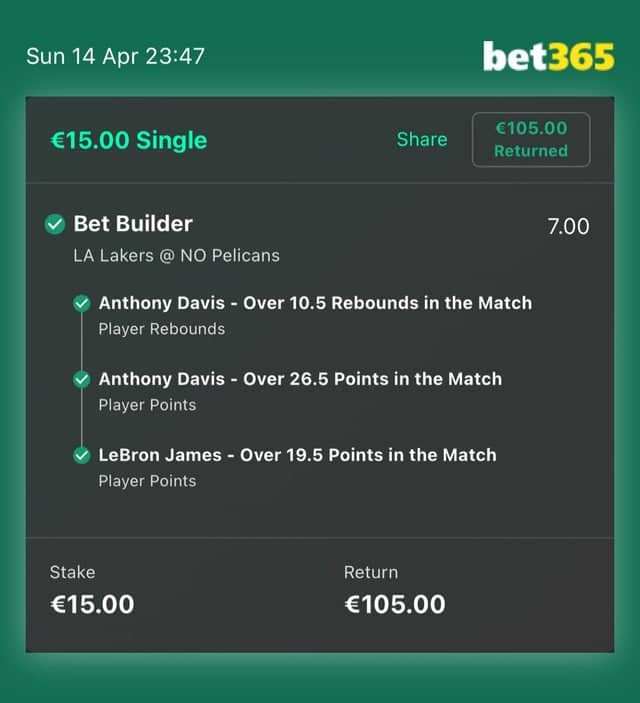 Sun 14 Apr 23:47
bet365
€15.00 Single
Share
€105.00
Returned
Bet Builder
7.00
LA Lakers @ NO Pelicans
Anthony Davis - Over 10.5 Rebounds in the Match
Player Rebounds
Anthony Davis - Over 26.5 Points in the Match
Player Points
LeBron James - Over 19.5 Points in the Match
Player Points
Stake
Return
€15.00
€105.00